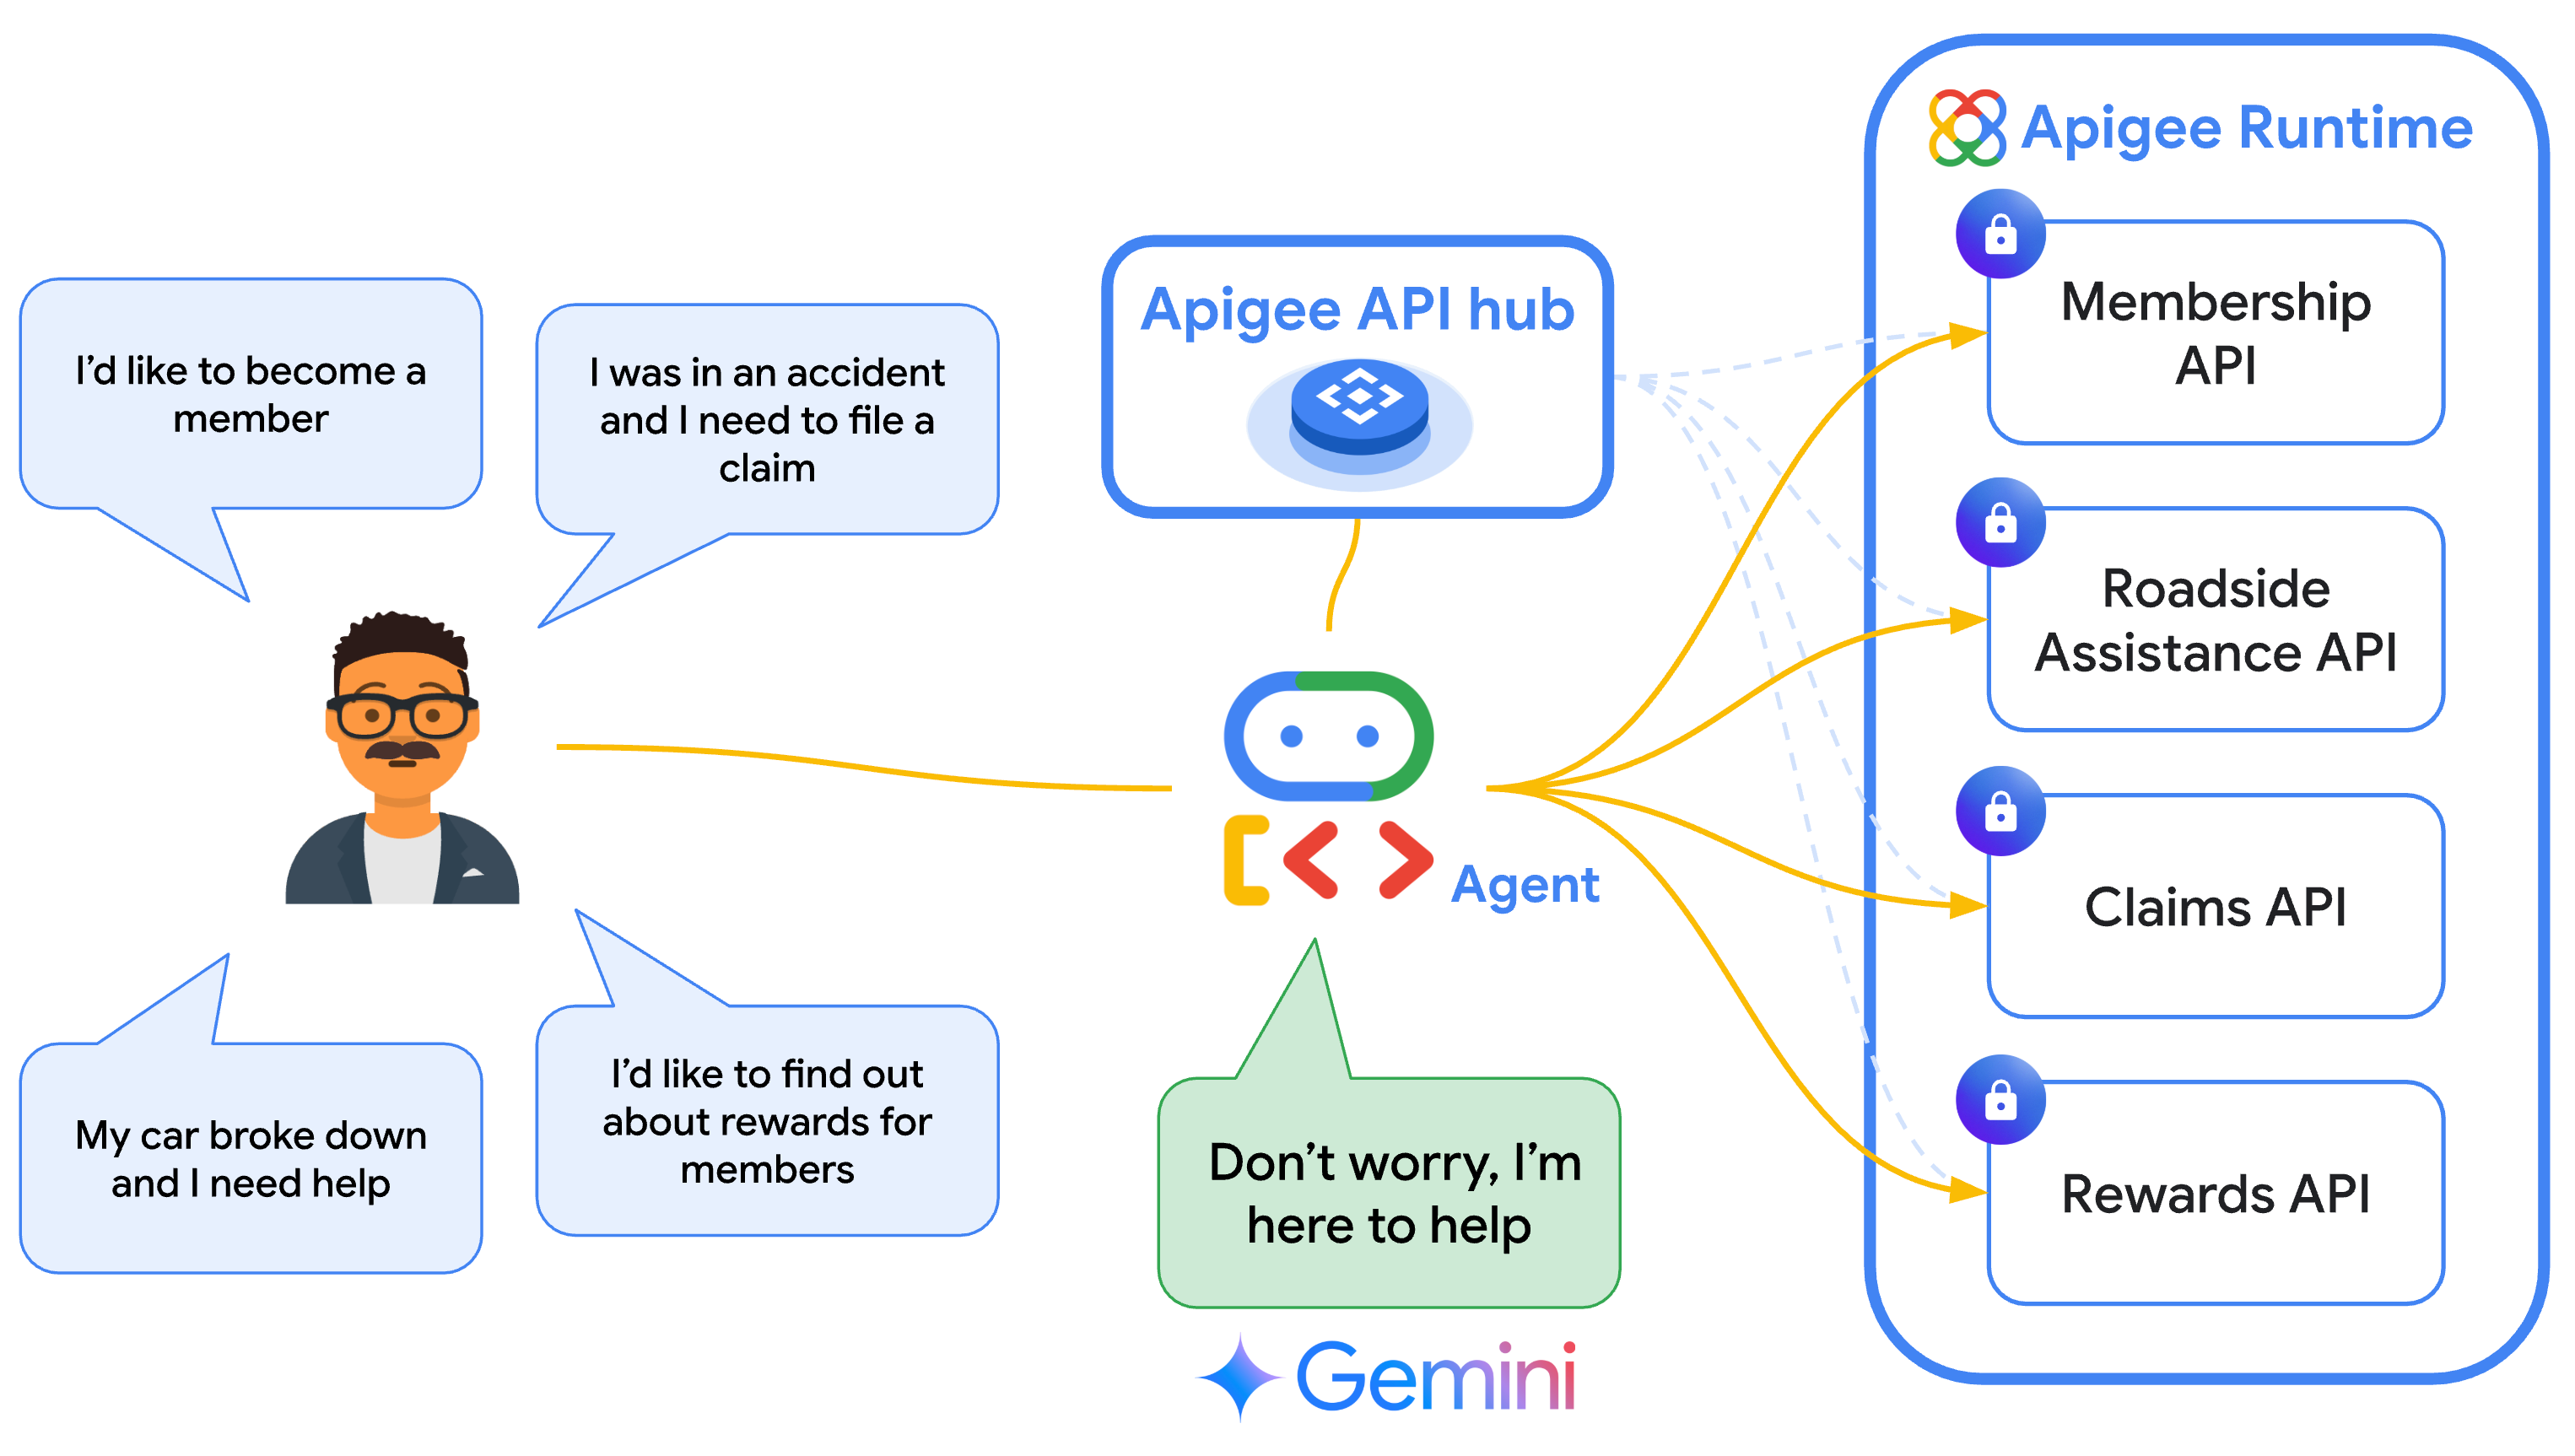 I’d like to become a
member
I was in an accident
and I need to file a
claim
My car broke down
and I need help
I’d like to find out
about rewards for
members
Apigee API hub
Agent
Don’t worry, I’m
here to help
Gemini
Apigee Runtime
Membership
API
Roadside
Assistance API
Claims API
Rewards API